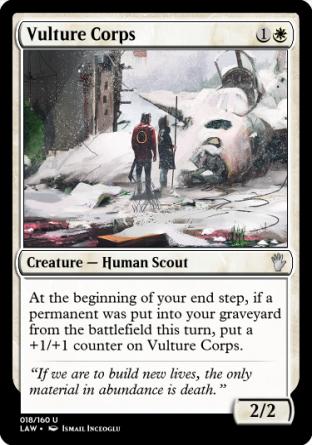 Vulture Corps 1
Creature — Human Scout
At the beginning of your end step, if a
permanent was put into your graveyard
from the battlefield this turn, put a
+1/+1 counter on Vulture Corps.
“If we are to build new lives, the only
material in abundance is death.”
2/2
018/160 U
LAW • Ismail Inceoglu